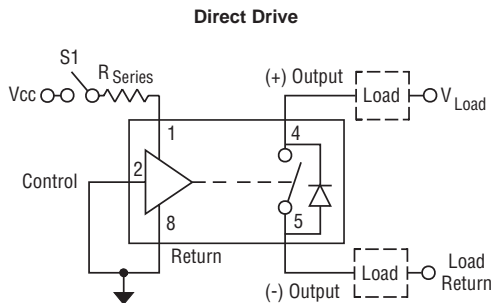 Direct Drive
S1
R Series
Vcc
(+) Output
Load
V Load
1
4
2
Control
8
5
Return
(-) Output
Load
Load
Return